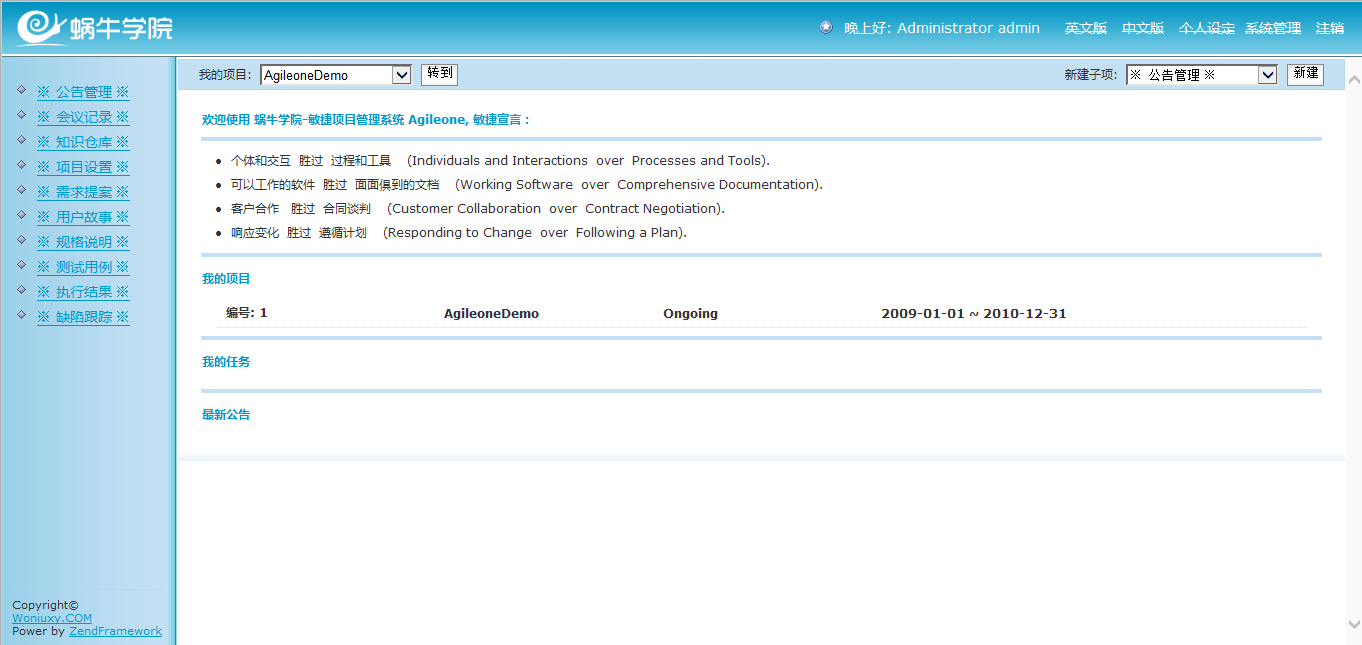 蜗牛学院
晚上好: Administrator admin 英文版 中文版 个人设定 系统管理 注销
我的项目: AgileoneDemo 转到 新建子项: ※ 公告管理 ※ 新建
※ 公告管理 ※
※ 会议记录 ※
※ 知识仓库 ※
※ 项目设置 ※
※ 需求提案 ※
※ 用户故事 ※
※ 规格说明 ※
※ 测试用例 ※
※ 执行结果 ※
※ 缺陷跟踪 ※
欢迎使用 蜗牛学院-敏捷项目管理系统 Agileone, 敏捷宣言 :
个体和交互 胜过 过程和工具 (Individuals and Interactions over Processes and Tools).
可以工作的软件 胜过 面面俱到的文档 (Working Software over Comprehensive Documentation).
客户合作 胜过 合同谈判 (Customer Collaboration over Contract Negotiation).
响应变化 胜过 遵循计划 (Responding to Change over Following a Plan).
我的项目
编号: 1 AgileoneDemo Ongoing 2009-01-01 ~ 2010-12-31
我的任务
最新公告
Copyright©
Woniuxy.COM
Power by ZendFramework